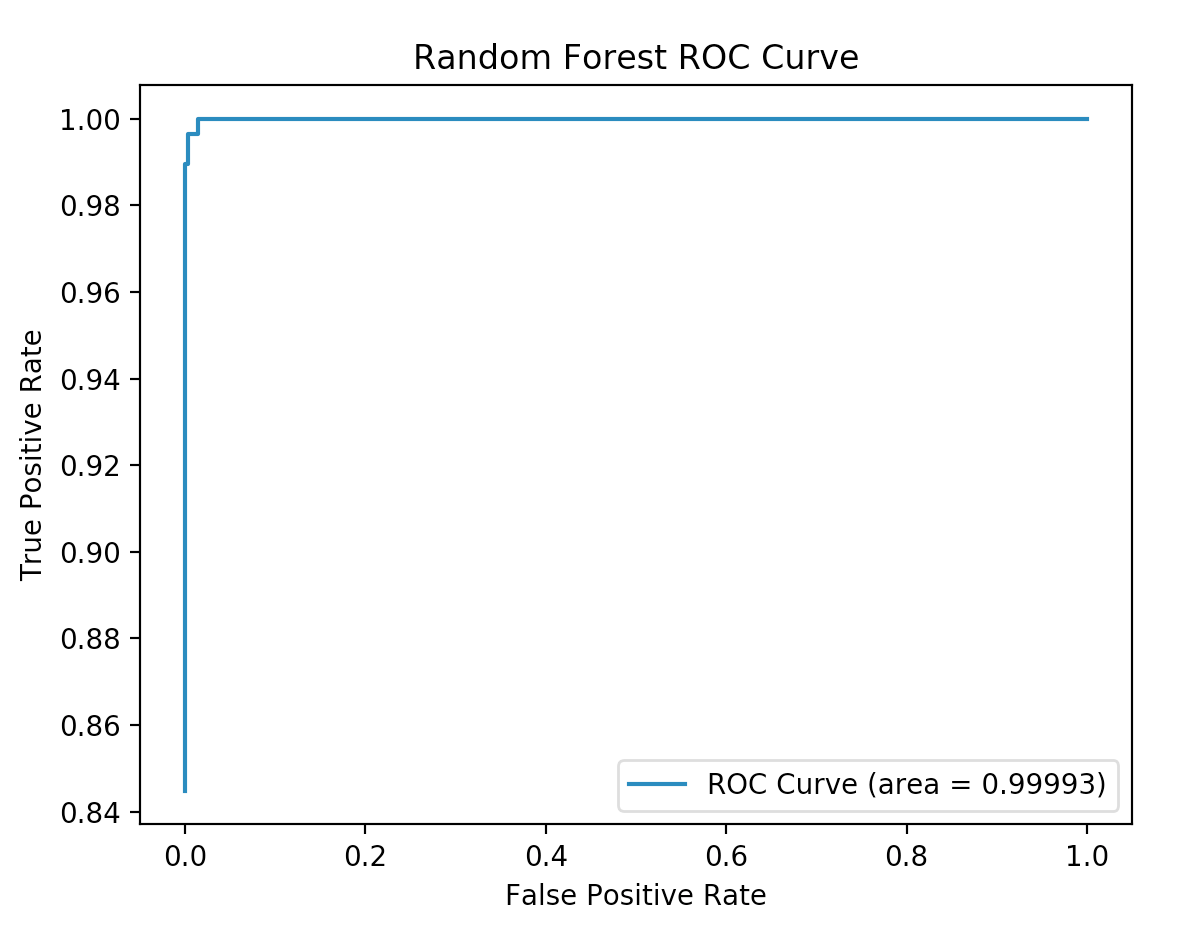 Random Forest ROC Curve
True Positive Rate
1.00
0.98
0.96
0.94
0.92
0.90
0.88
0.86
0.84
ROC Curve (area = 0.99993)
0.0 0.2 0.4 0.6 0.8 1.0
False Positive Rate